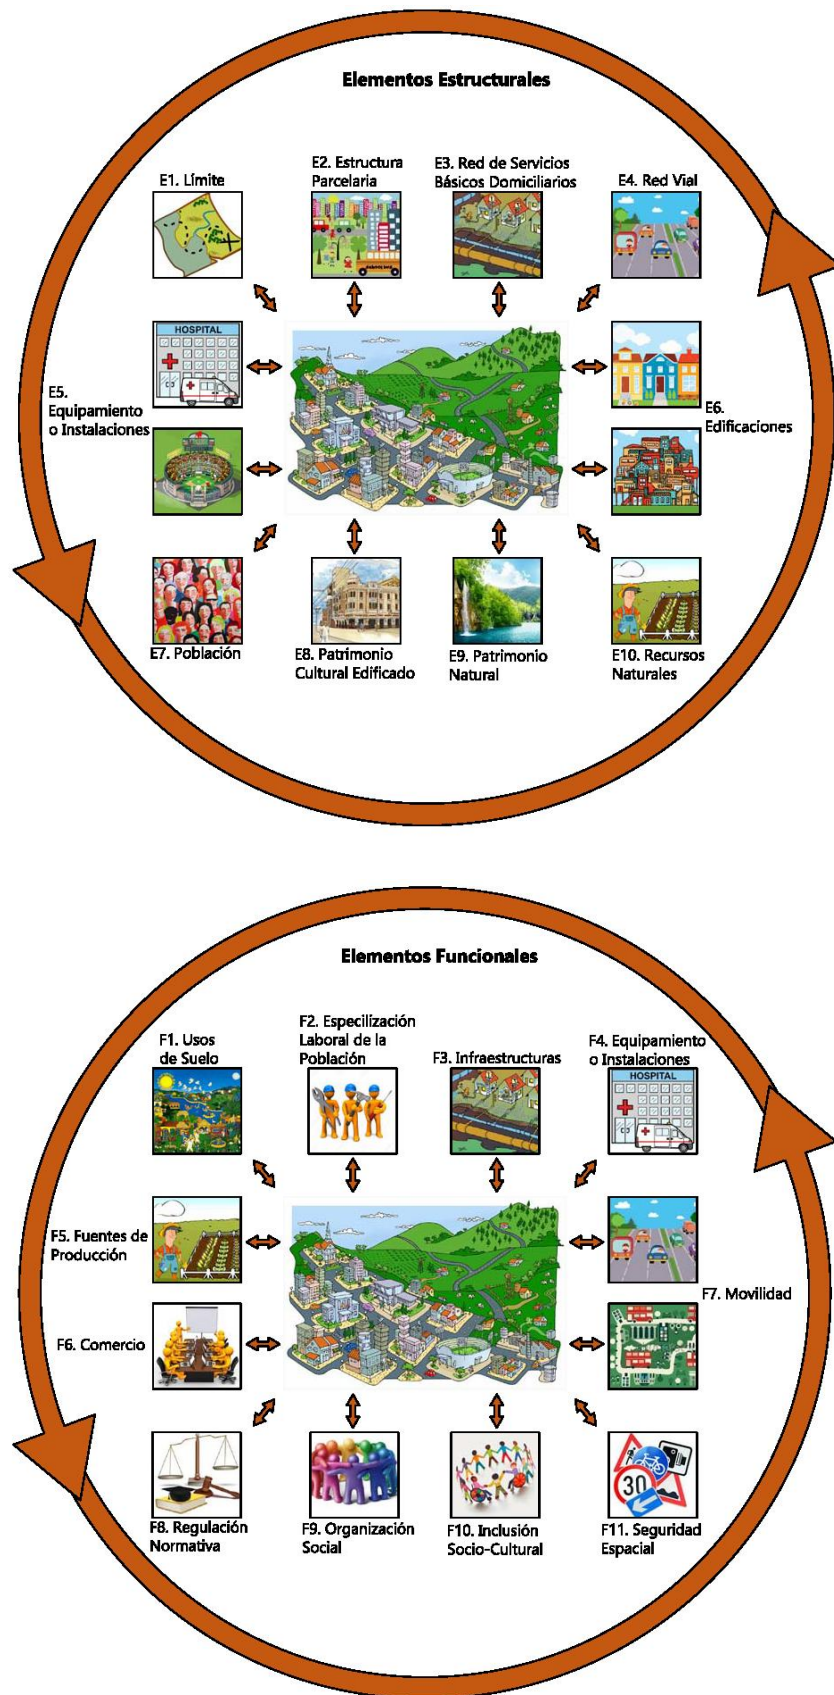 Elementos Estructurales
E1. Límite
E2. Estructura
Parcelaria
E3. Red de Servicios
Básicos Domiciliarios
E4. Red Vial
HOSPITAL
E5.
Equipamiento
o Instalaciones
E6.
Edificaciones
E7. Población
E8. Patrimonio
Cultural Edificado
E9. Patrimonio
Natural
E10. Recursos
Naturales
Elementos Funcionales
F1. Usos
de Suelo
F2. Especilización
Laboral de la
Población
F3. Infraestructuras
F4. Equipamiento
o Instalaciones
HOSPITAL
F5. Fuentes de
Producción
F6. Comercio
F7. Movilidad
F8. Regulación
Normativa
F9. Organización
Social
F10. Inclusión
Socio-Cultural
30
F11. Seguridad
Espacial